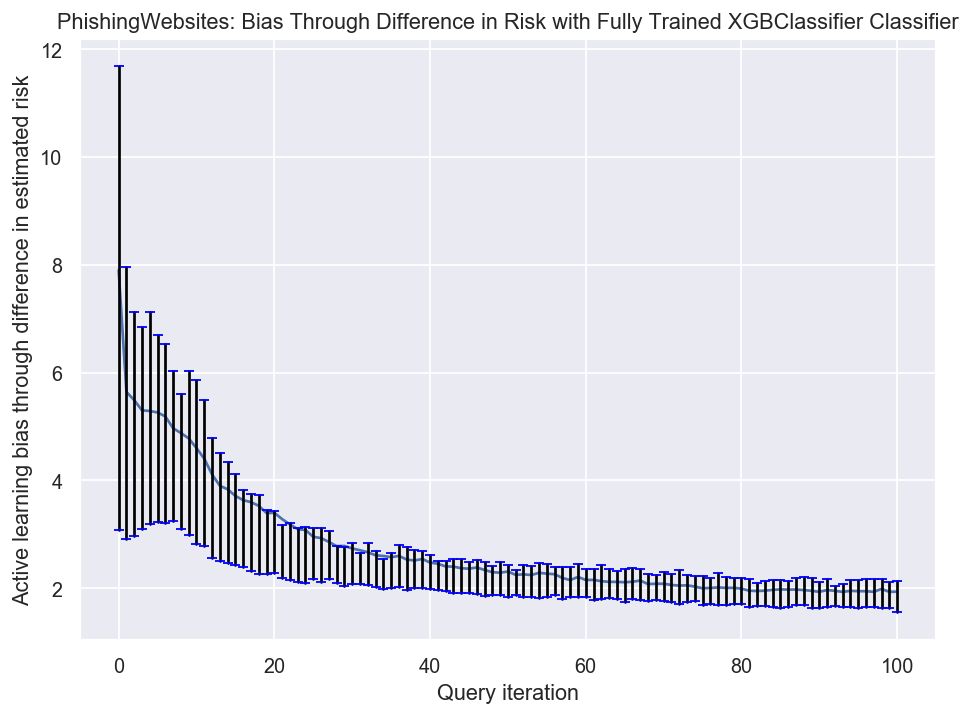 PhishingWebsites: Bias Through Difference in Risk with Fully Trained XGBClassifier Classifier
Active learning bias through difference in estimated risk
12
10
8
6
4
2
0 20 40 60 80 100
Query iteration